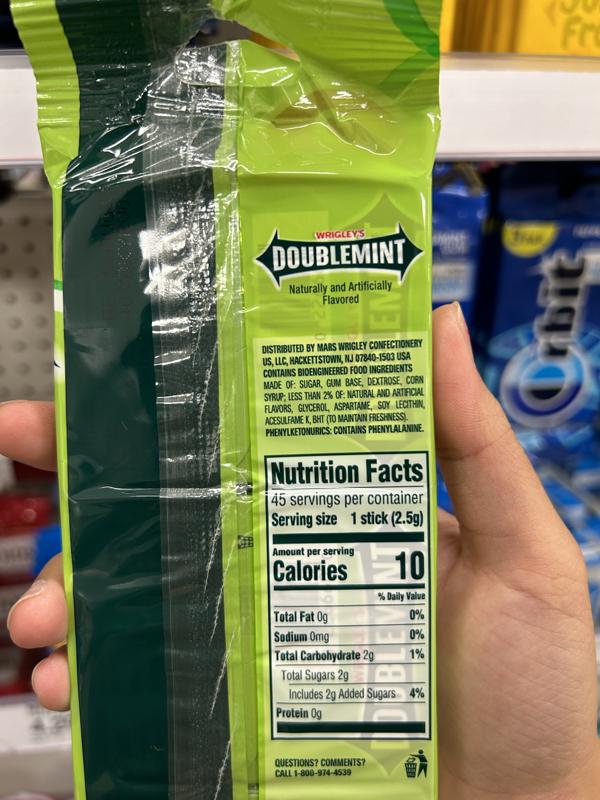 WRIGLEY'S
DOUBLEMINT
Naturally and Artificially
Flavored
DISTRIBUTED BY MARS WRIGLEY CONFECTIONERY
US, LLC, HACKETTSTOWN, NJ 07840-1503 USA
CONTAINS BIOENGINEERED FOOD INGREDIENTS
MADE OF: SUGAR, GUM BASE, DEXTROSE, CORN
SYRUP; LESS THAN 2% OF: NATURAL AND ARTIFICIAL
FLAVORS, GLYCEROL, ASPARTAME, SOY LECITHIN,
ACESULFAME K, BHT (TO MAINTAIN FRESHNESS).
PHENYLKETONURICS: CONTAINS PHENYLALANINE.
Nutrition Facts
45 servings per container
Serving size 1 stick (2.5g)
Amount per serving
Calories 10
% Daily Value
Total Fat 0g 0%
Sodium 0mg 0%
Total Carbohydrate 2g 1%
Total Sugars 2g
Includes 2g Added Sugars 4%
Protein 0g
QUESTIONS? COMMENTS?
CALL 1-800-974-4539
Orbit